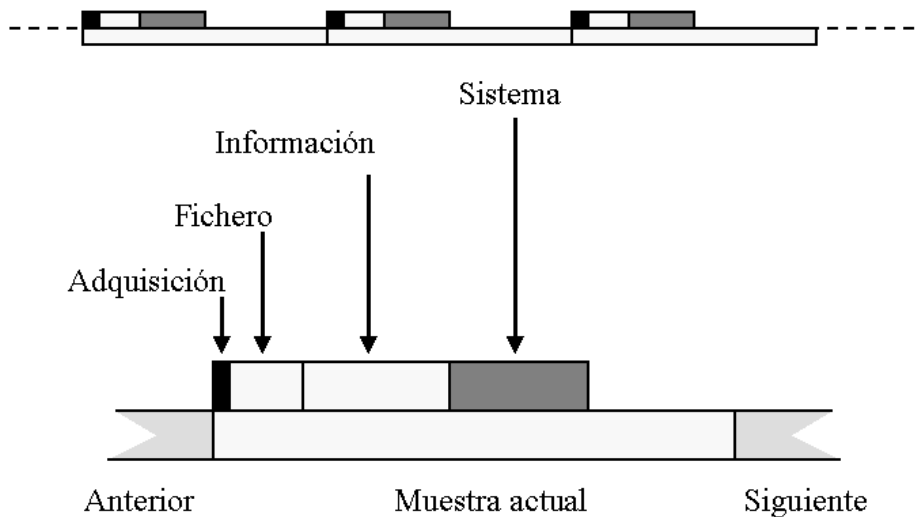 Sistema
Información
Fichero
Adquisición
Anterior Muestra actual Siguiente